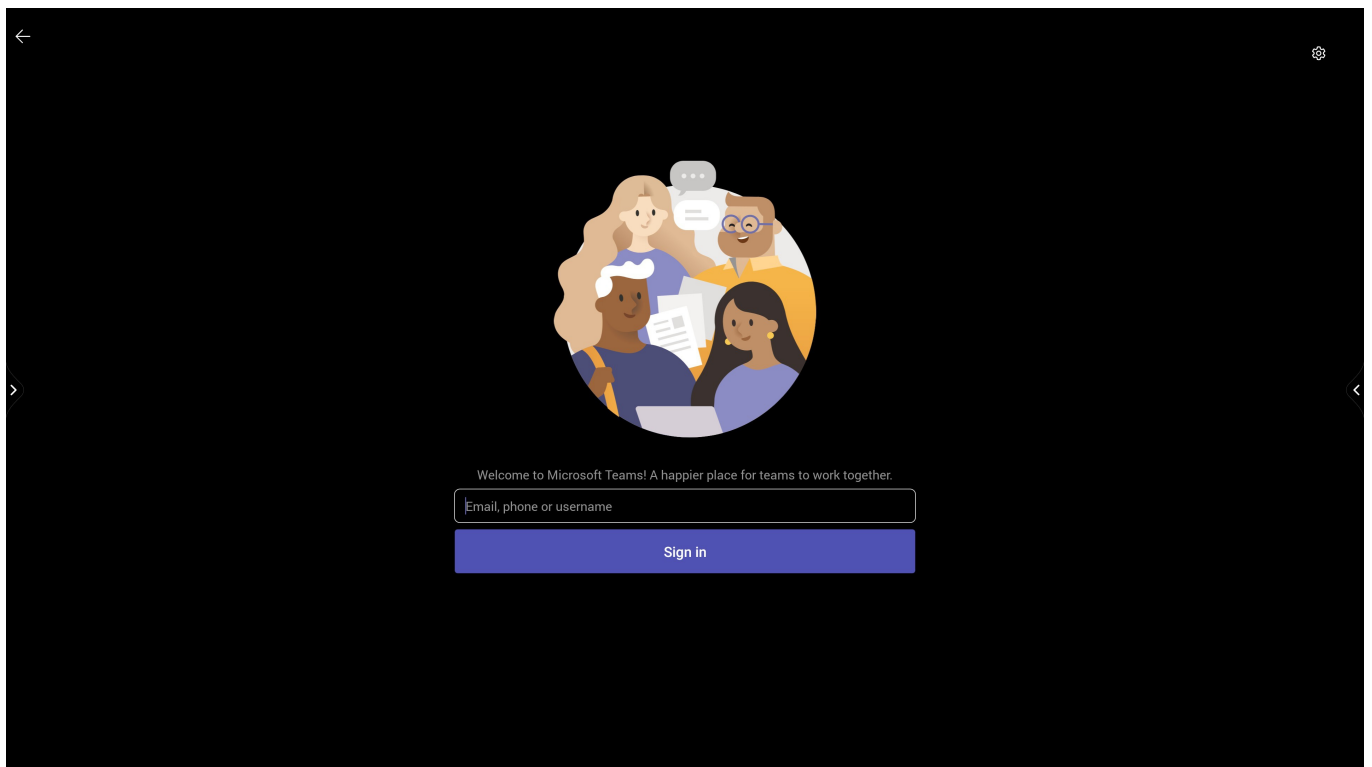 Welcome to Microsoft Teams! A happier place for teams to work together.
Email, phone or username
Sign in